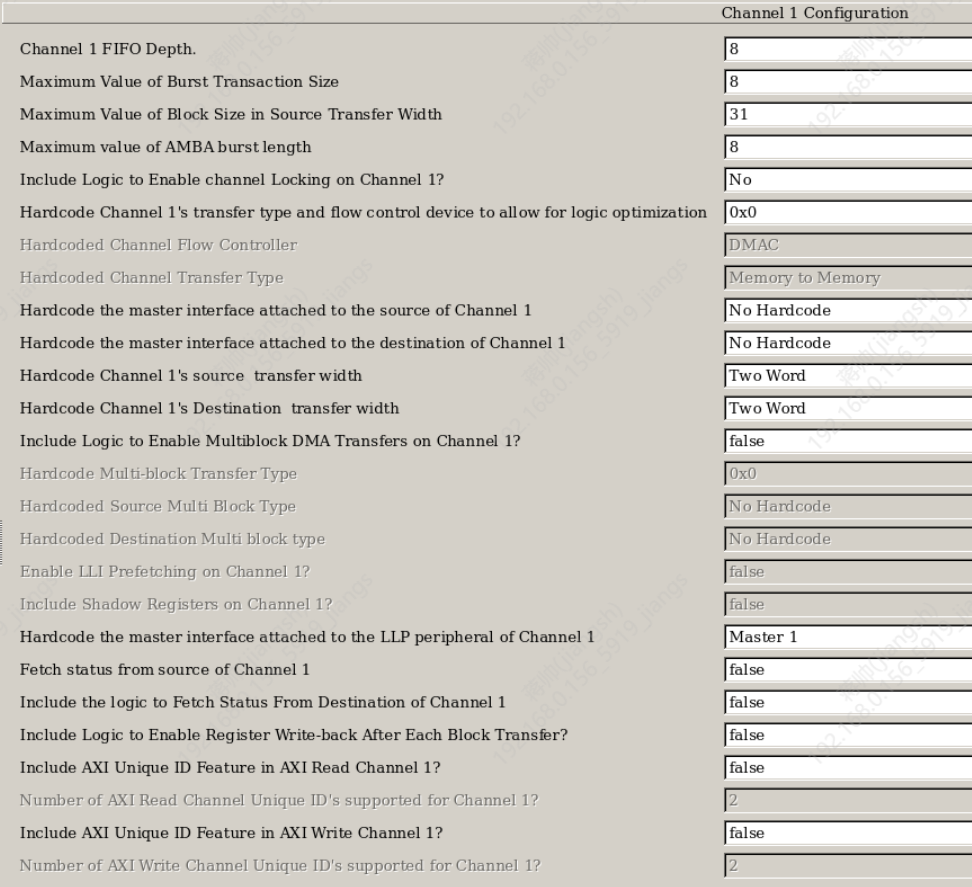 Channel 1 Configuration
Channel 1 FIFO Depth. 8
Maximum Value of Burst Transaction Size 8
Maximum Value of Block Size in Source Transfer Width 31
Maximum value of AMBA burst length 8
Include Logic to Enable channel Locking on Channel 1? No
Hardcode Channel 1's transfer type and flow control device to allow for logic optimization 0x0
Hardcoded Channel Flow Controller DMAC
Hardcoded Channel Transfer Type Memory to Memory
Hardcode the master interface attached to the source of Channel 1 No Hardcode
Hardcode the master interface attached to the destination of Channel 1 No Hardcode
Hardcode Channel 1's source  transfer width Two Word
Hardcode Channel 1's Destination  transfer width Two Word
Include Logic to Enable Multiblock DMA Transfers on Channel 1? false
Hardcode Multi-block Transfer Type 0x0
Hardcoded Source Multi Block Type No Hardcode
Hardcoded Destination Multi block type No Hardcode
Enable LLI Prefetching on Channel 1? false
Include Shadow Registers on Channel 1? false
Hardcode the master interface attached to the LLP peripheral of Channel 1 Master 1
Fetch status from source of Channel 1 false
Include the logic to Fetch Status From Destination of Channel 1 false
Include Logic to Enable Register Write-back After Each Block Transfer? false
Include AXI Unique ID Feature in AXI Read Channel 1? false
Number of AXI Read Channel Unique ID's supported for Channel 1? 2
Include AXI Unique ID Feature in AXI Write Channel 1? false
Number of AXI Write Channel Unique ID's supported for Channel 1? 2